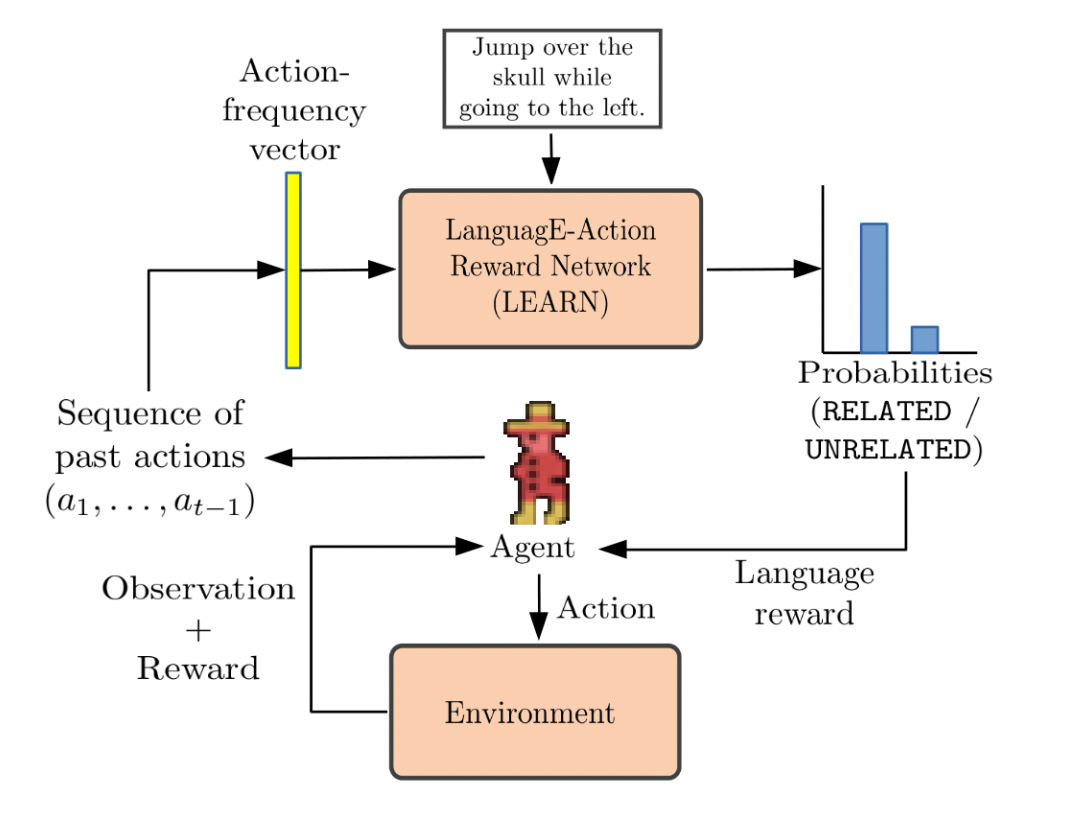 Jump over the
skull while
going to the left.
Action-
frequency
vector
LanguagE-Action
Reward Network
(LEARN)
Probabilities
(RELATED /
UNRELATED)
Sequence of
past actions
(a₁, . . . , aₜ₋₁)
Agent
Observation
+
Reward
Action
Language
reward
Environment